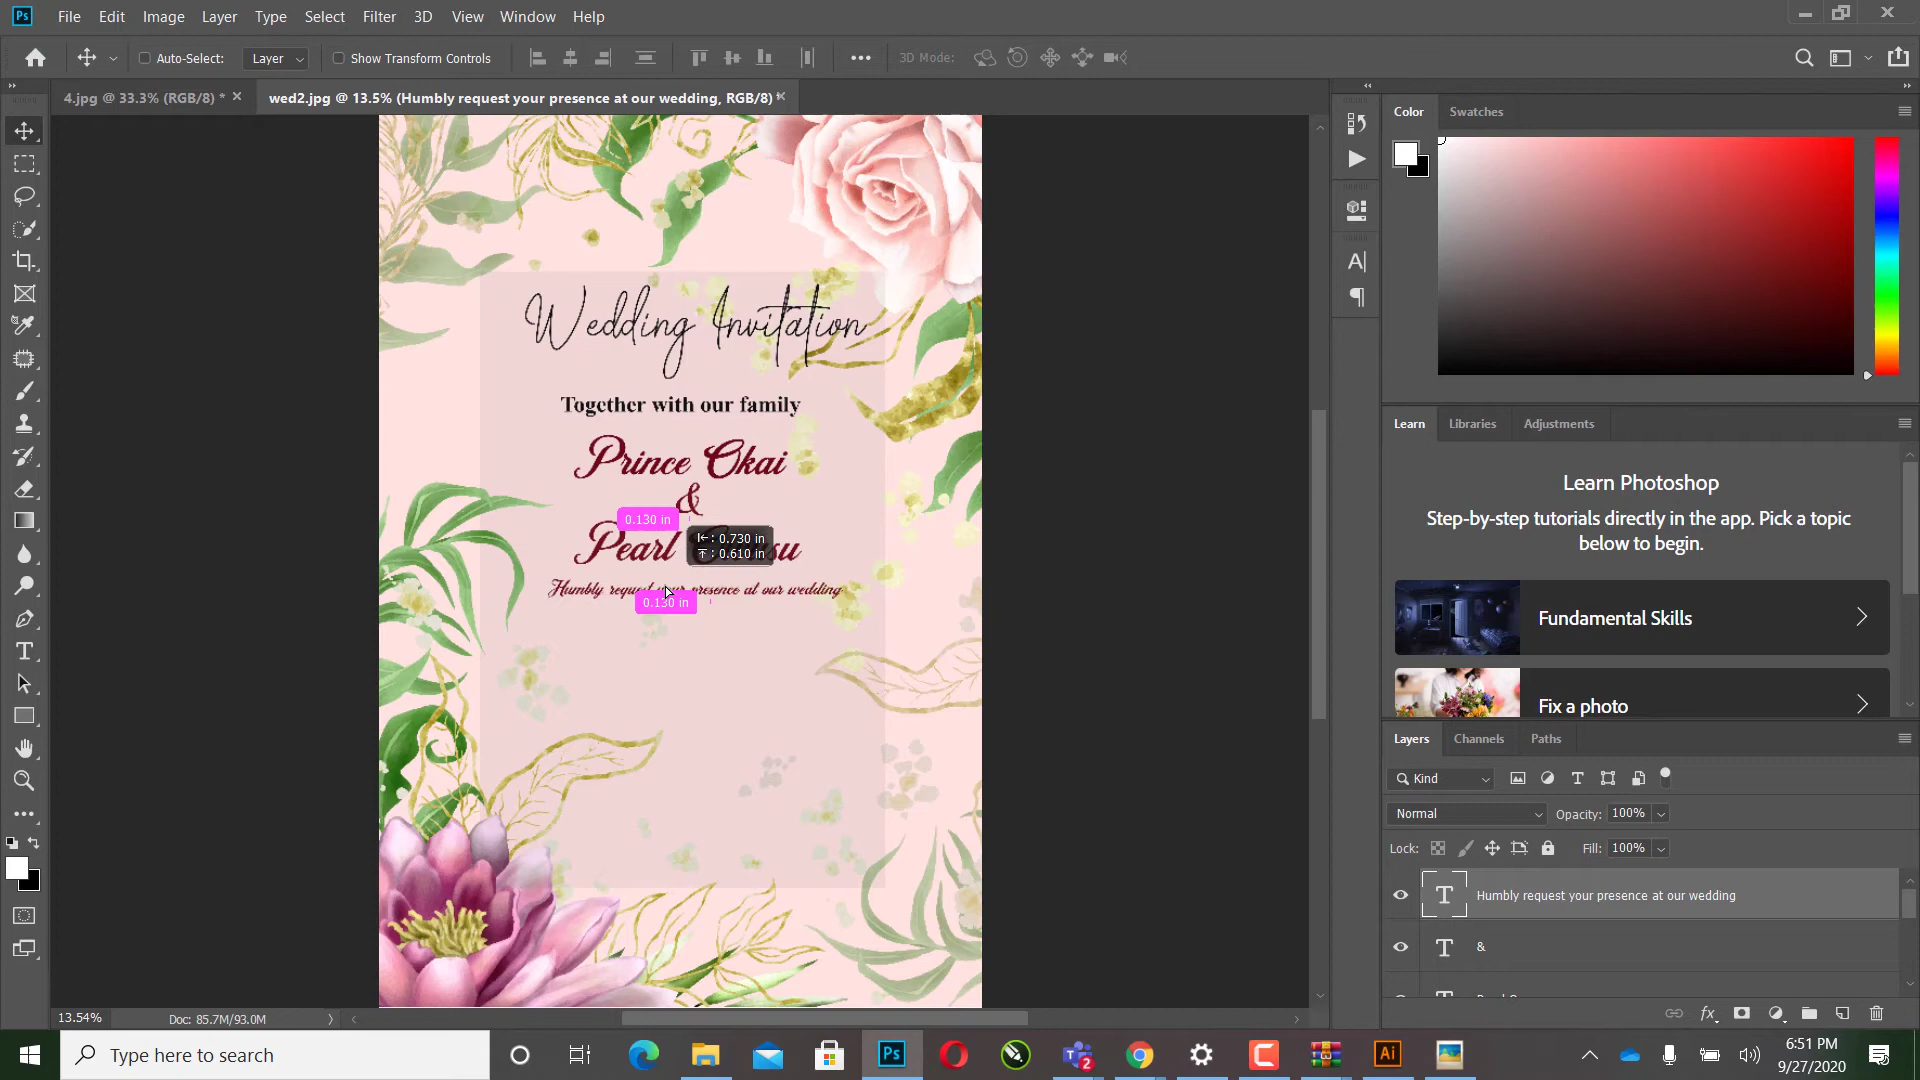 Ps File Edit Image Layer Type Select Filter 3D View Window Help
Auto-Select: Layer Show Transform Controls 3D Mode:
4.jpg @ 33.3% (RGB/8) * wed2.jpg @ 13.5% (Humbly request your presence at our wedding, RGB/8) *
Color Swatches
Wedding Invitation
Together with our family
Prince Okai
&
0.130 in
0.730 in
0.610 in
Pearl
Humbly request your presence at our wedding
0.130 in
Learn Libraries Adjustments
Learn Photoshop
Step-by-step tutorials directly in the app. Pick a topic
below to begin.
Fundamental Skills
Fix a photo
Layers Channels Paths
Kind
Normal Opacity: 100%
Lock: Fill: 100%
Humbly request your presence at our wedding
&
13.54% Doc: 85.7M/93.0M
Type here to search
Ps
2
Ai
6:51 PM
9/27/2020